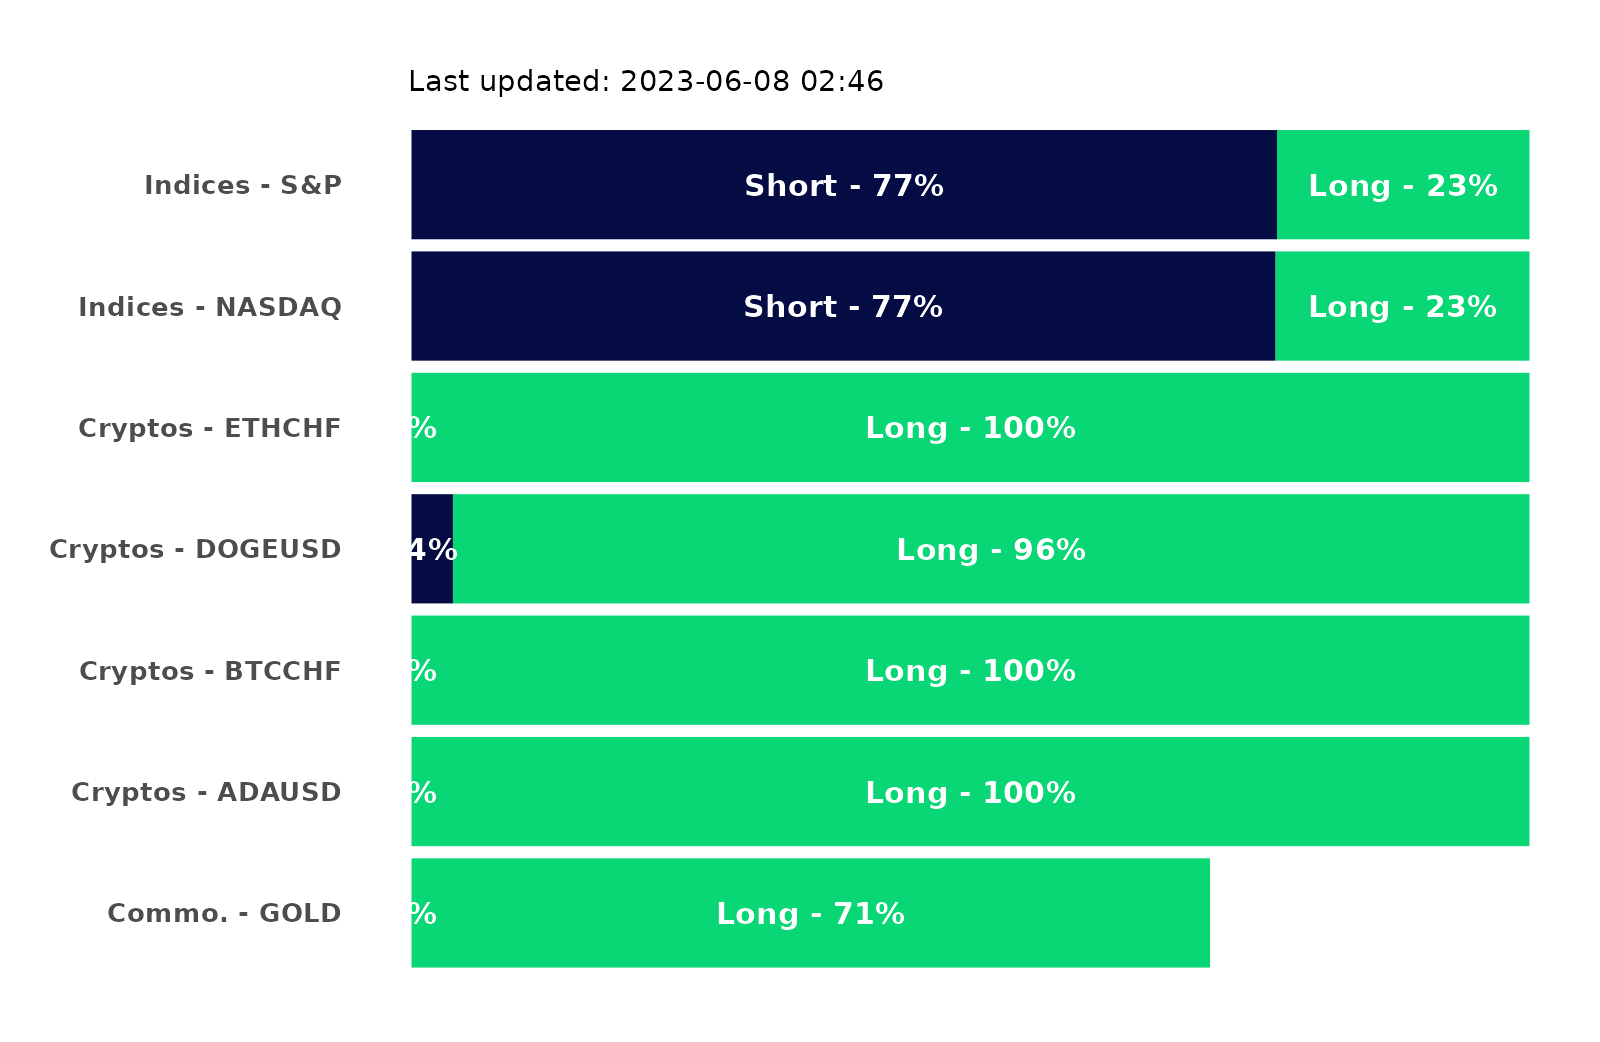 Last updated: 2023-06-08 02:46
Indices - S&P Short - 77% Long - 23%
Indices - NASDAQ Short - 77% Long - 23%
Cryptos - ETHCHF % Long - 100%
Cryptos - DOGEUSD 4% Long - 96%
Cryptos - BTCCHF % Long - 100%
Cryptos - ADAUSD % Long - 100%
Commo. - GOLD % Long - 71%